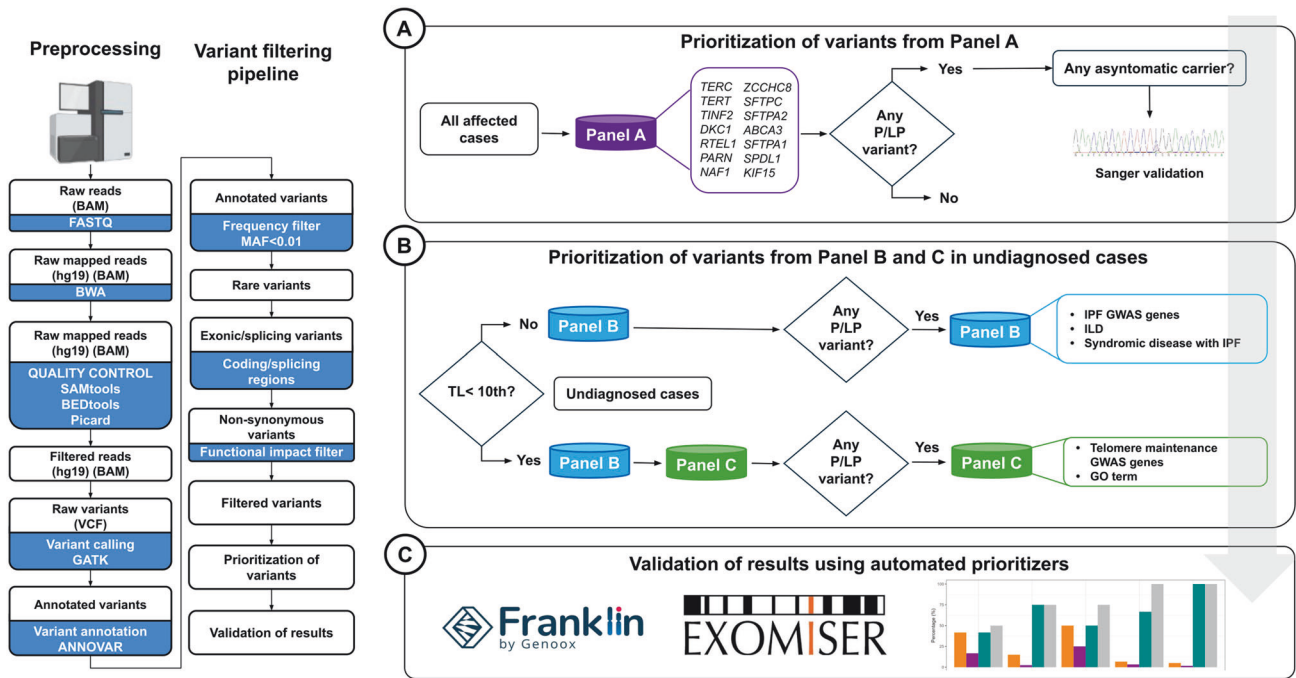 Preprocessing
Raw reads
(BAM)
FASTQ
Raw mapped reads
(hg19) (BAM)
BWA
Raw mapped reads
(hg19) (BAM)
QUALITY CONTROL
SAMtools
BEDtools
Picard
Filtered reads
(hg19) (BAM)
Raw variants
(VCF)
Variant calling
GATK
Annotated variants
Variant annotation
ANNOVAR
Variant filtering
pipeline
Annotated variants
Frequency filter
MAF<0.01
Rare variants
Exonic/splicing variants
Coding/splicing
regions
Non-synonymous
variants
Functional impact filter
Filtered variants
Prioritization of
variants
Validation of results
A
Prioritization of variants from Panel A
All affected
cases
Panel A
TERC ZCCHC8
TERT SFTPC
TINF2 SFTPA2
DKC1 ABCA3
RTEL1 SFTPA1
PARN SPDL1
NAF1 KIF15
Any
P/LP
variant?
Yes
No
Any asyntomatic carrier?
Sanger validation
B
Prioritization of variants from Panel B and C in undiagnosed cases
TL< 10th?
No
Panel B
Any
P/LP
variant?
Yes
Panel B
• IPF GWAS genes
• ILD
• Syndromic disease with IPF
Undiagnosed cases
Yes
Panel B
Panel C
Any
P/LP
variant?
Yes
Panel C
• Telomere maintenance
GWAS genes
• GO term
C
Validation of results using automated prioritizers
Franklin
by Genoox
EXOMISER
Percentage (%)
100
75
50
25
0